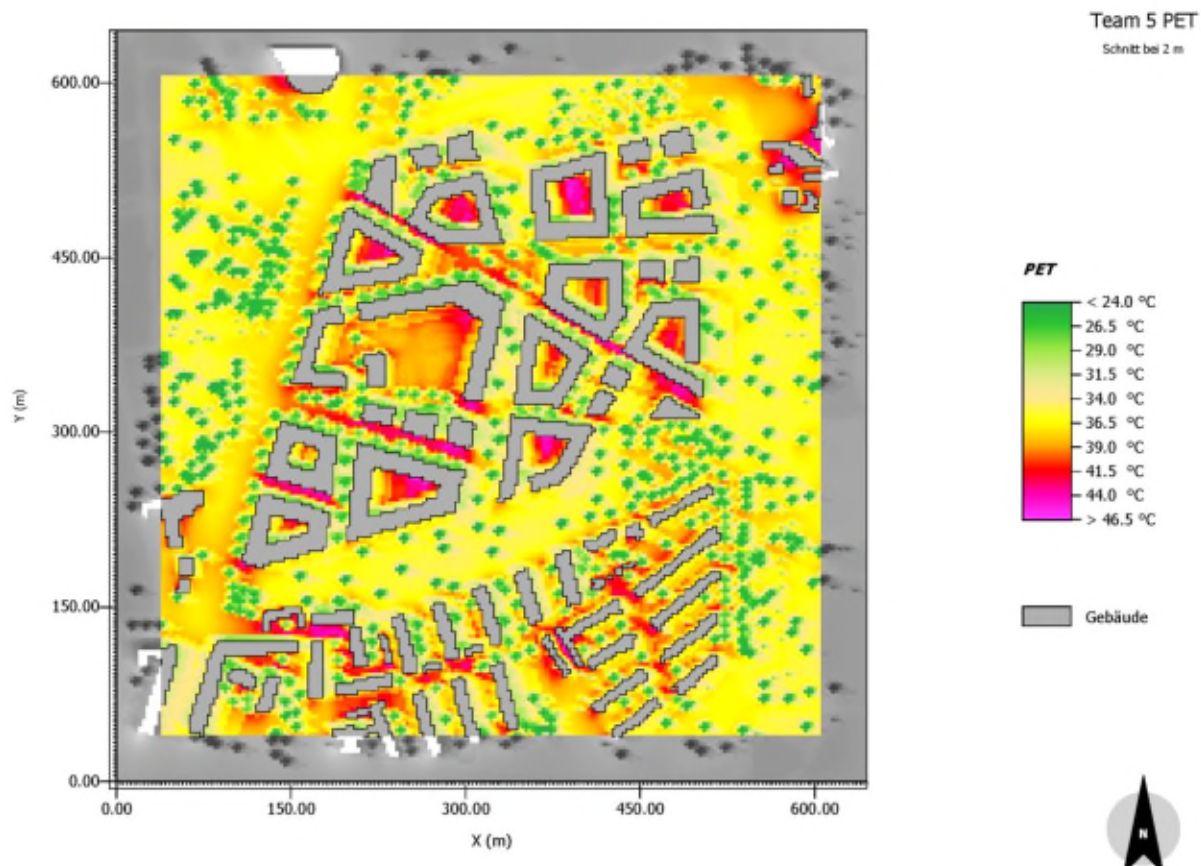 Team 5 PET
Schnitt bei 2 m
600.00
450.00
300.00
150.00
0.00
Y (m)
0.00 150.00 300.00 450.00 600.00
X (m)
PET
< 24.0 °C
26.5 °C
29.0 °C
31.5 °C
34.0 °C
36.5 °C
39.0 °C
41.5 °C
44.0 °C
> 46.5 °C
Gebäude
N